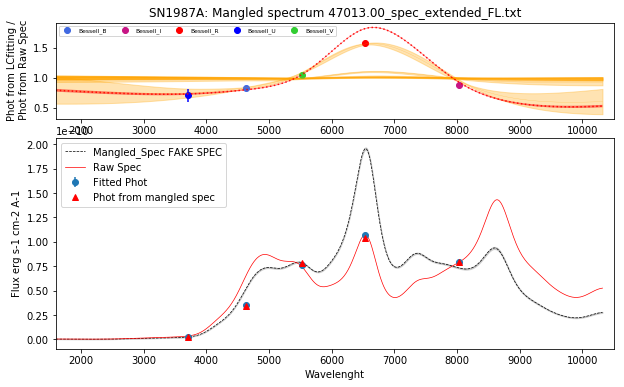 SN1987A: Mangled spectrum 47013.00_spec_extended_FL.txt
Phot from LCfitting /
Phot from Raw Spec
Bessell_B
Bessell_I
Bessell_R
Bessell_U
Bessell_V
1.5
1.0
0.5
2000 3000 4000 5000 6000 7000 8000 9000 10000
1e−10
Flux erg s-1 cm-2 A-1
2.00
1.75
1.50
1.25
1.00
0.75
0.50
0.25
0.00
Mangled_Spec FAKE SPEC
Raw Spec
Fitted Phot
Phot from mangled spec
2000 3000 4000 5000 6000 7000 8000 9000 10000
Wavelenght